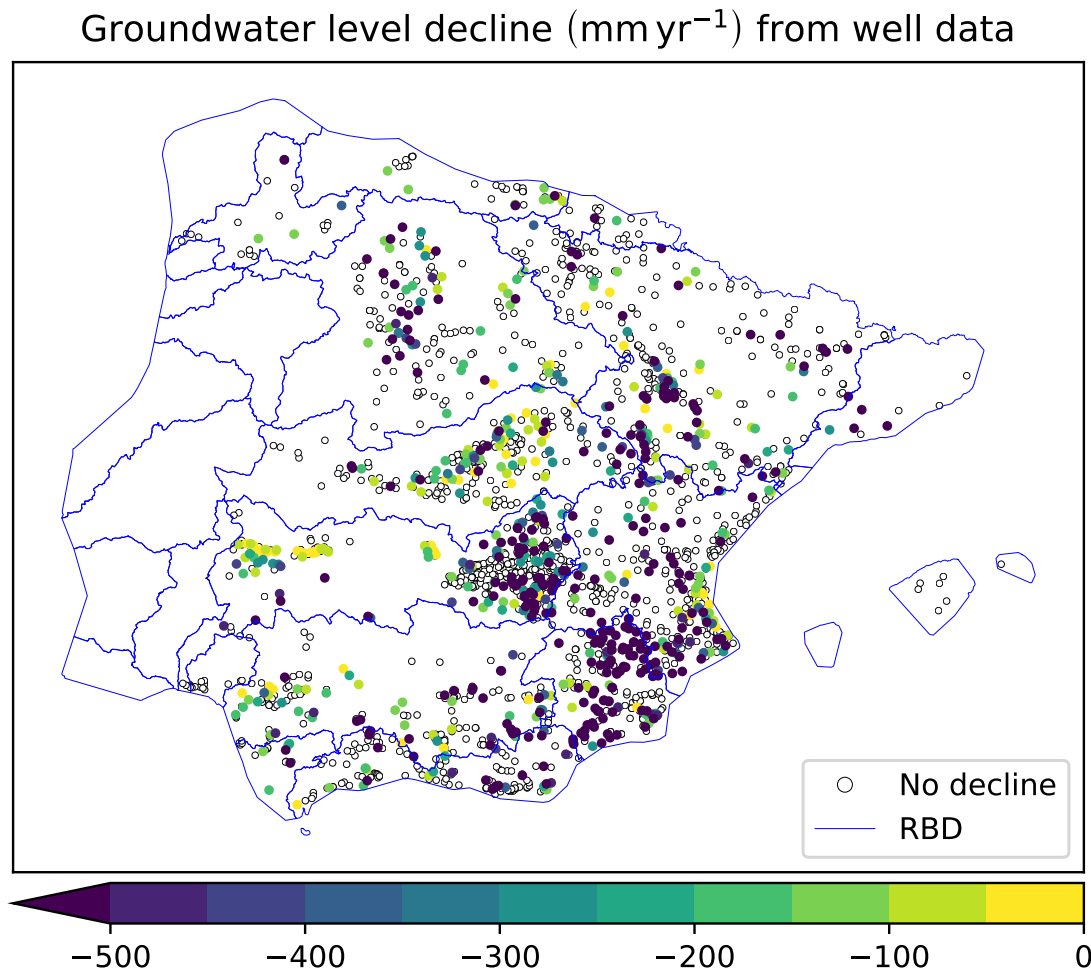 Groundwater level decline (mm yr⁻¹) from well data
No decline
RBD
−500 −400 −300 −200 −100 0